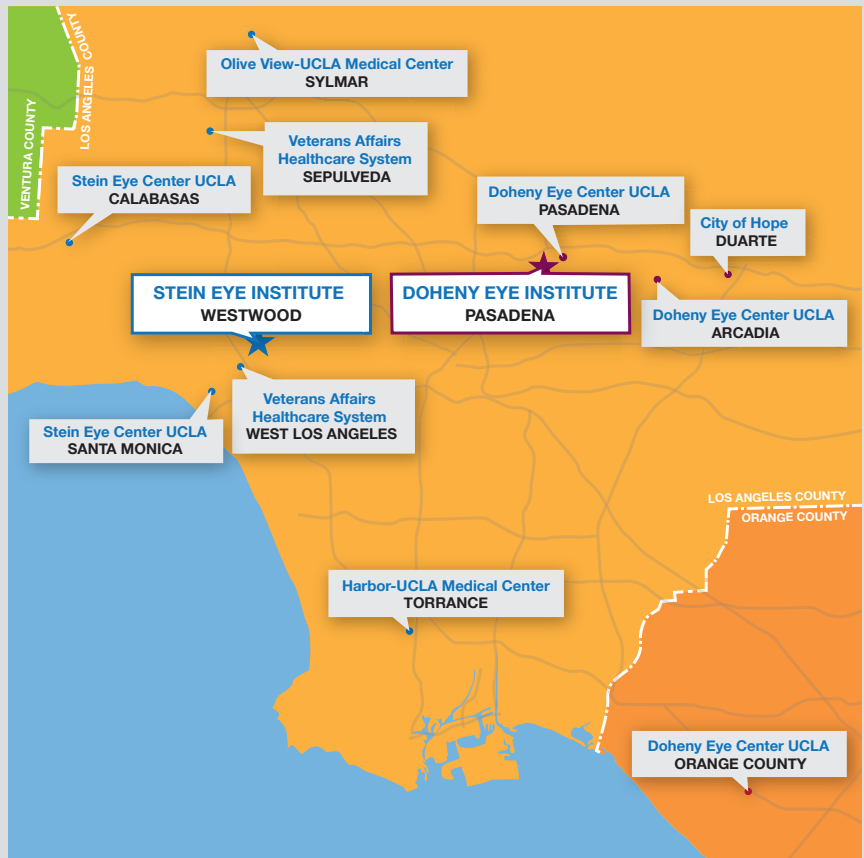 Olive View-UCLA Medical Center
SYLMAR
VENTURA COUNTY
LOS ANGELES COUNTY
Veterans Affairs
Healthcare System
SEPULVEDA
Stein Eye Center UCLA
CALABASAS
Doheny Eye Center UCLA
PASADENA
City of Hope
DUARTE
STEIN EYE INSTITUTE
WESTWOOD
DOHENY EYE INSTITUTE
PASADENA
Doheny Eye Center UCLA
ARCADIA
Veterans Affairs
Healthcare System
WEST LOS ANGELES
Stein Eye Center UCLA
SANTA MONICA
LOS ANGELES COUNTY
ORANGE COUNTY
Harbor-UCLA Medical Center
TORRANCE
Doheny Eye Center UCLA
ORANGE COUNTY